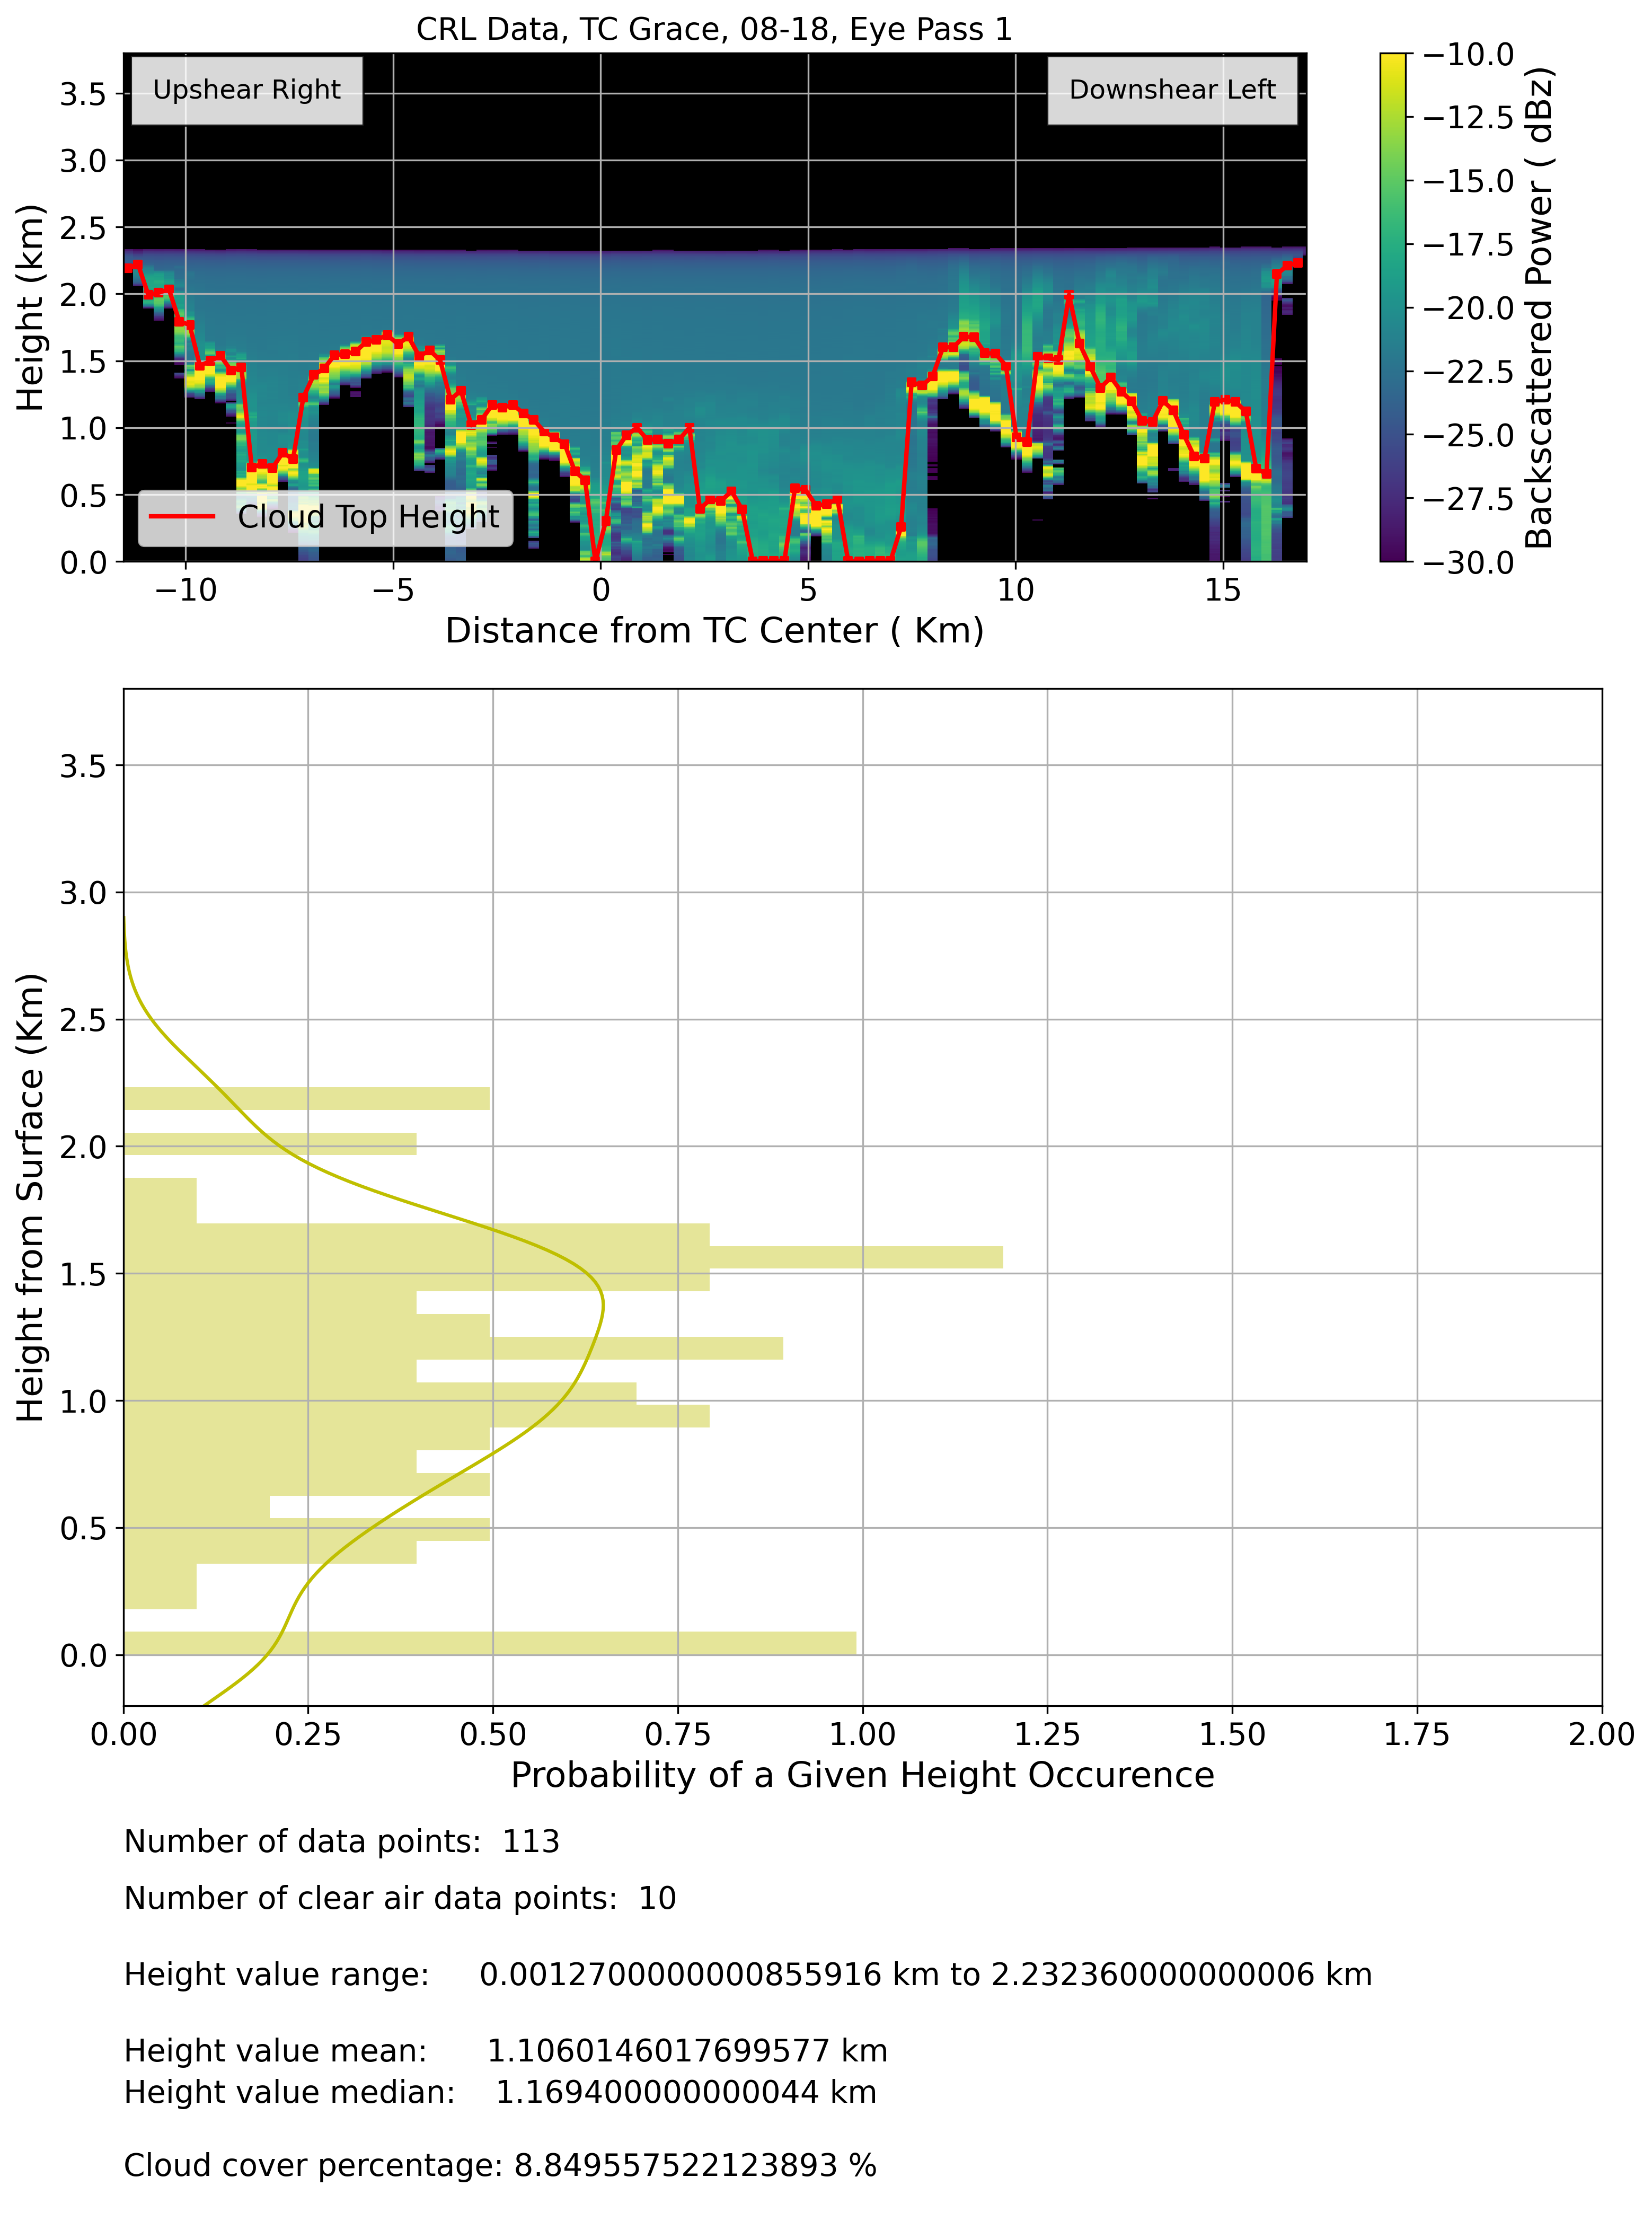 CRL Data, TC Grace, 08-18, Eye Pass 1
Upshear Right
Downshear Left
Height (km)
3.5
3.0
2.5
2.0
1.5
1.0
0.5
0.0
Cloud Top Height
−10
−5
0
5
10
15
Distance from TC Center ( Km)
−10.0
−12.5
−15.0
−17.5
−20.0
−22.5
−25.0
−27.5
−30.0
Backscattered Power ( dBz)
Height from Surface (Km)
3.5
3.0
2.5
2.0
1.5
1.0
0.5
0.0
0.00
0.25
0.50
0.75
1.00
1.25
1.50
1.75
2.00
Probability of a Given Height Occurence
Number of data points:  113
Number of clear air data points:  10
Height value range:     0.0012700000000855916 km to 2.232360000000006 km
Height value mean:      1.1060146017699577 km
Height value median:    1.169400000000044 km
Cloud cover percentage: 8.849557522123893 %